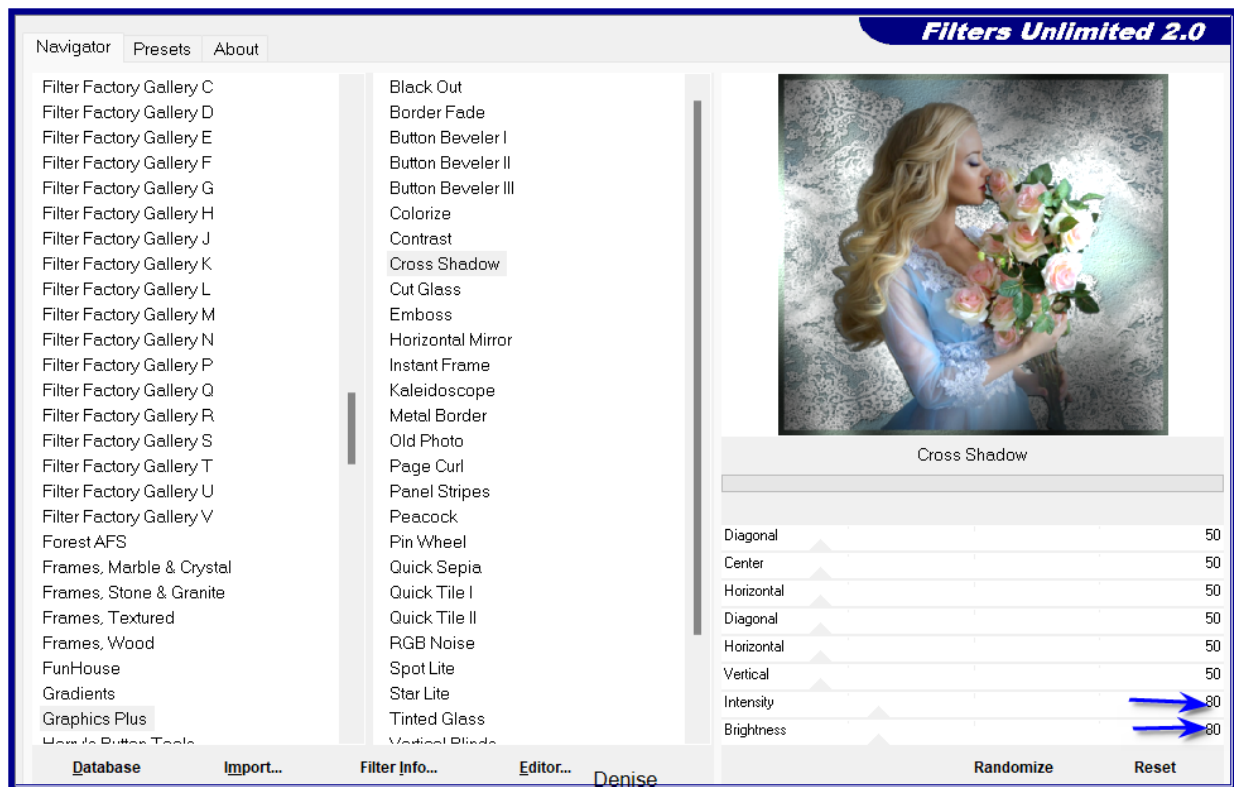 Filters Unlimited 2.0
Navigator Presets About
Filter Factory Gallery C
Filter Factory Gallery D
Filter Factory Gallery E
Filter Factory Gallery F
Filter Factory Gallery G
Filter Factory Gallery H
Filter Factory Gallery J
Filter Factory Gallery K
Filter Factory Gallery L
Filter Factory Gallery M
Filter Factory Gallery N
Filter Factory Gallery P
Filter Factory Gallery Q
Filter Factory Gallery R
Filter Factory Gallery S
Filter Factory Gallery T
Filter Factory Gallery U
Filter Factory Gallery V
Forest AFS
Frames, Marble & Crystal
Frames, Stone & Granite
Frames, Textured
Frames, Wood
FunHouse
Gradients
Graphics Plus
Harry's Button Tools
Black Out
Border Fade
Button Beveler I
Button Beveler II
Button Beveler III
Colorize
Contrast
Cross Shadow
Cut Glass
Emboss
Horizontal Mirror
Instant Frame
Kaleidoscope
Metal Border
Old Photo
Page Curl
Panel Stripes
Peacock
Pin Wheel
Quick Sepia
Quick Tile I
Quick Tile II
RGB Noise
Spot Lite
Star Lite
Tinted Glass
Vertical Blinds
Cross Shadow
Diagonal 50
Center 50
Horizontal 50
Diagonal 50
Horizontal 50
Vertical 50
Intensity 80
Brightness 80
Database Import... Filter Info... Editor... Denise Randomize Reset